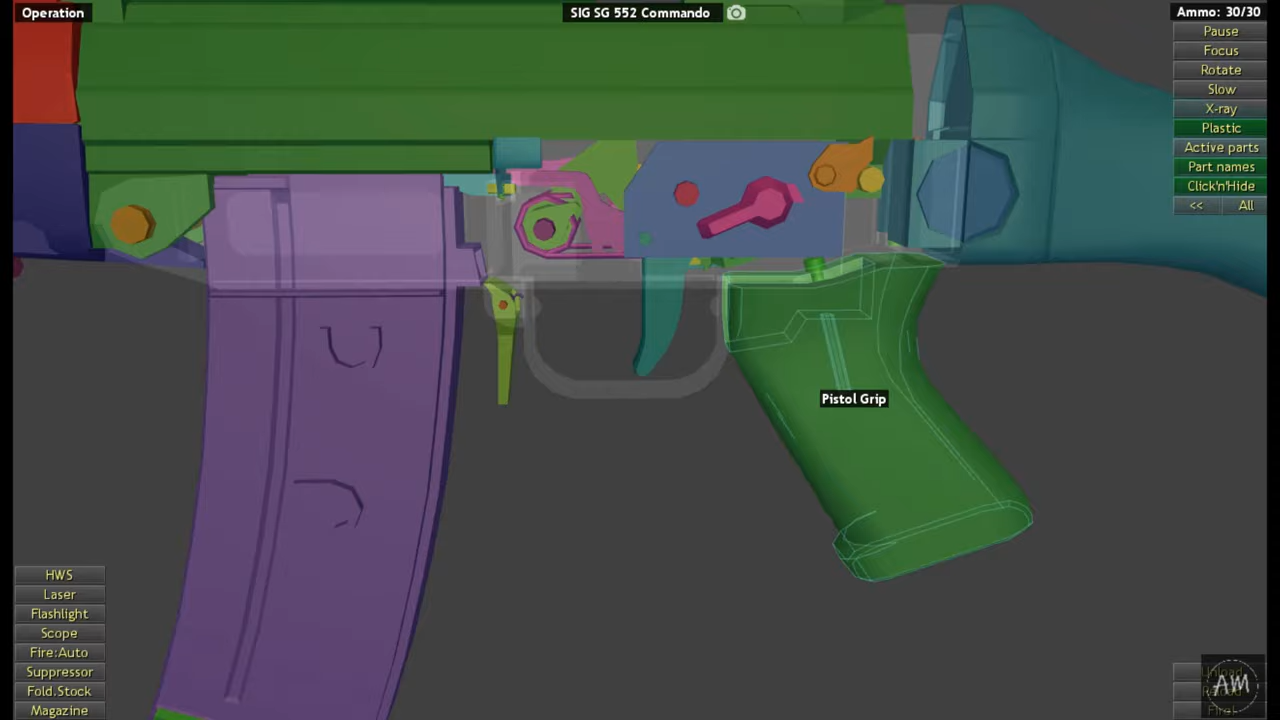 Operation
SIG SG 552 Commando
Ammo: 30/30
Pause
Focus
Rotate
Slow
X-ray
Plastic
Active parts
Part names
Click'n'Hide
<< All
Pistol Grip
HWS
Laser
Flashlight
Scope
Fire:Auto
Suppressor
Fold.Stock
Magazine
AM